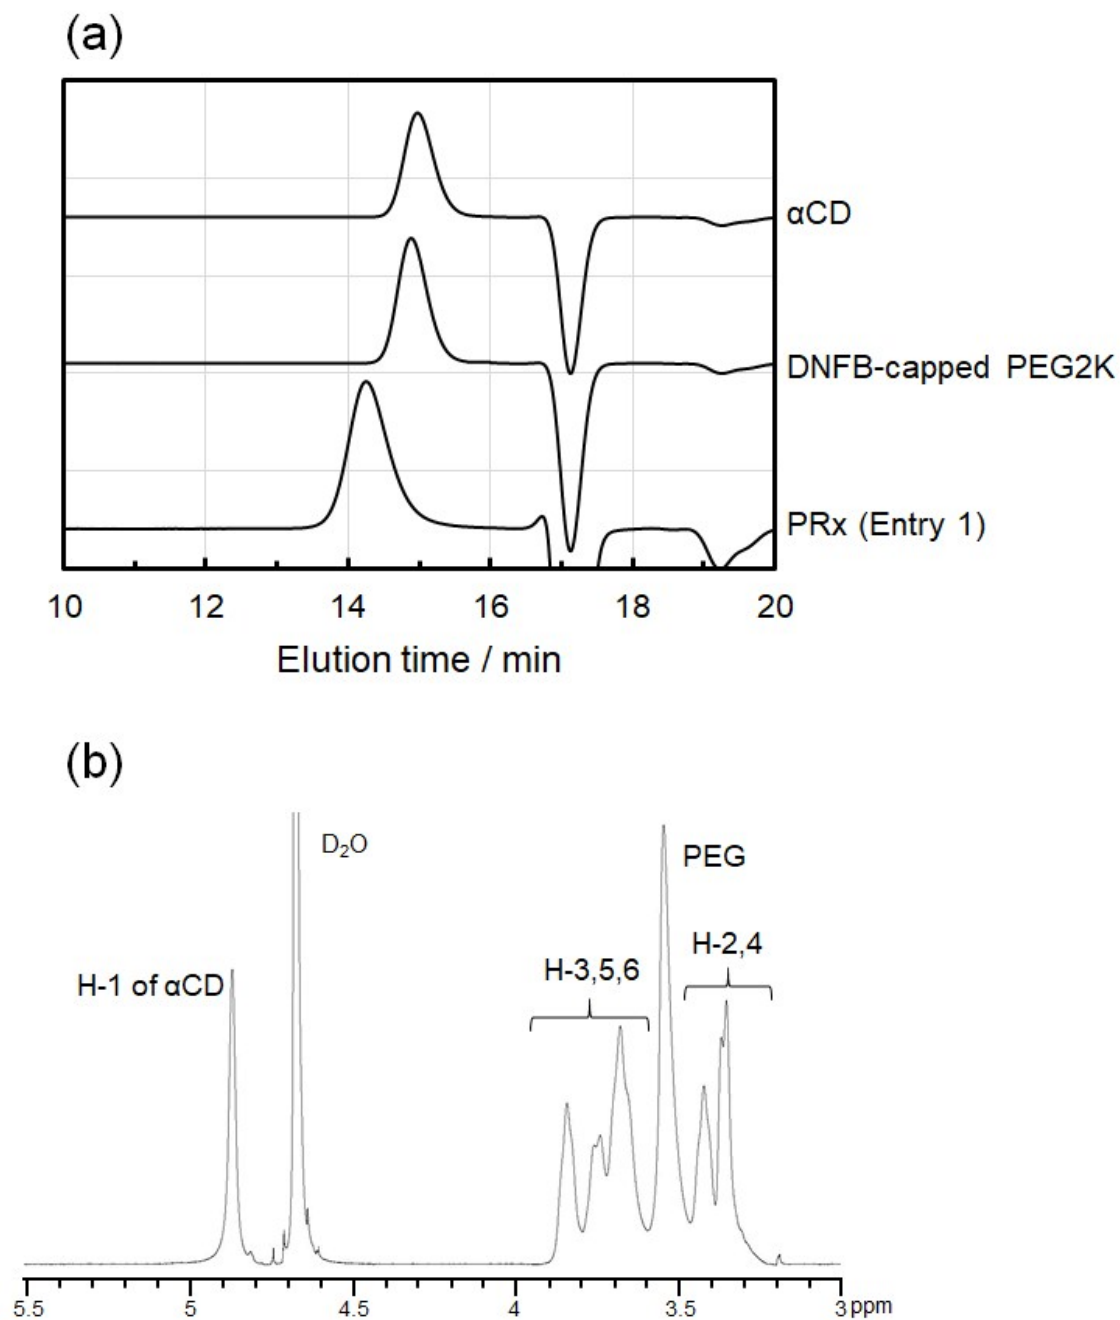 (a)
αCD
DNFB-capped PEG2K
PRx (Entry 1)
10 12 14 16 18 20
Elution time / min
(b)
D₂O
PEG
H-2,4
H-3,5,6
H-1 of αCD
5.5 5 4.5 4 3.5 3 ppm